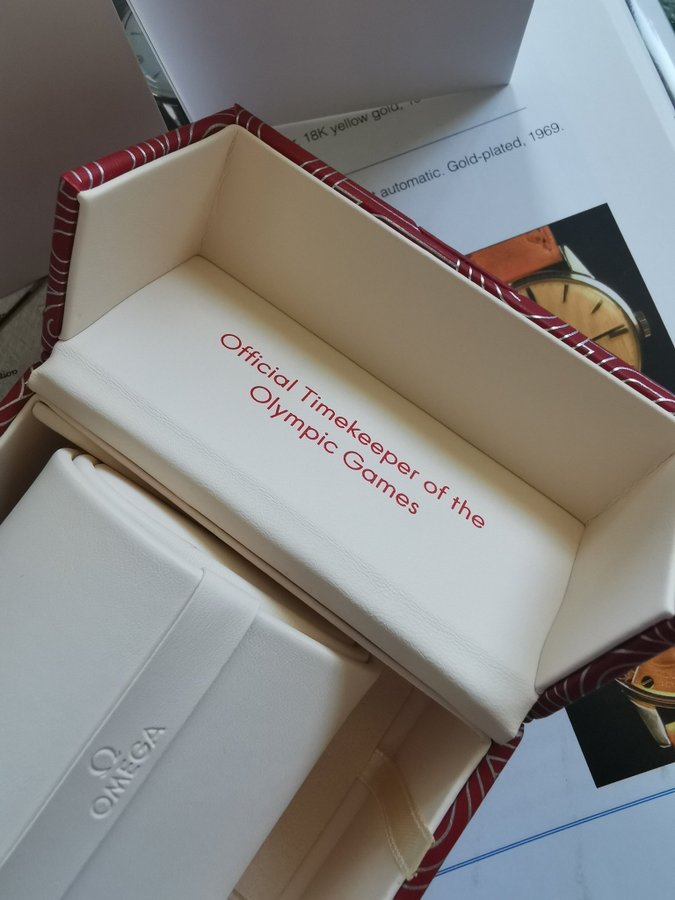 18K yellow gold,
automatic. Gold-plated, 1969.
Official Timekeeper of the
Olympic Games
Ω
OMEGA